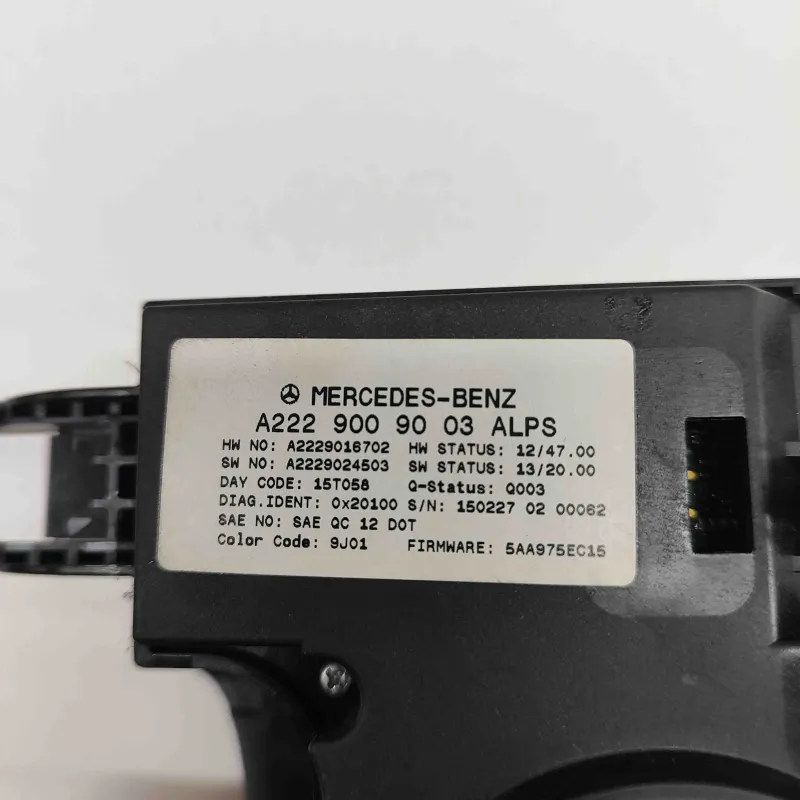 MERCEDES-BENZ
A222 900 90 03 ALPS
HW NO: A2229016702 HW STATUS: 12/47.00
SW NO: A2229024503 SW STATUS: 13/20.00
DAY CODE: 15T058 Q-Status: Q003
DIAG.IDENT: 0x20100 S/N: 150227 02 00062
SAE NO: SAE QC 12 DOT
Color Code: 9J01 FIRMWARE: 5AA975EC15